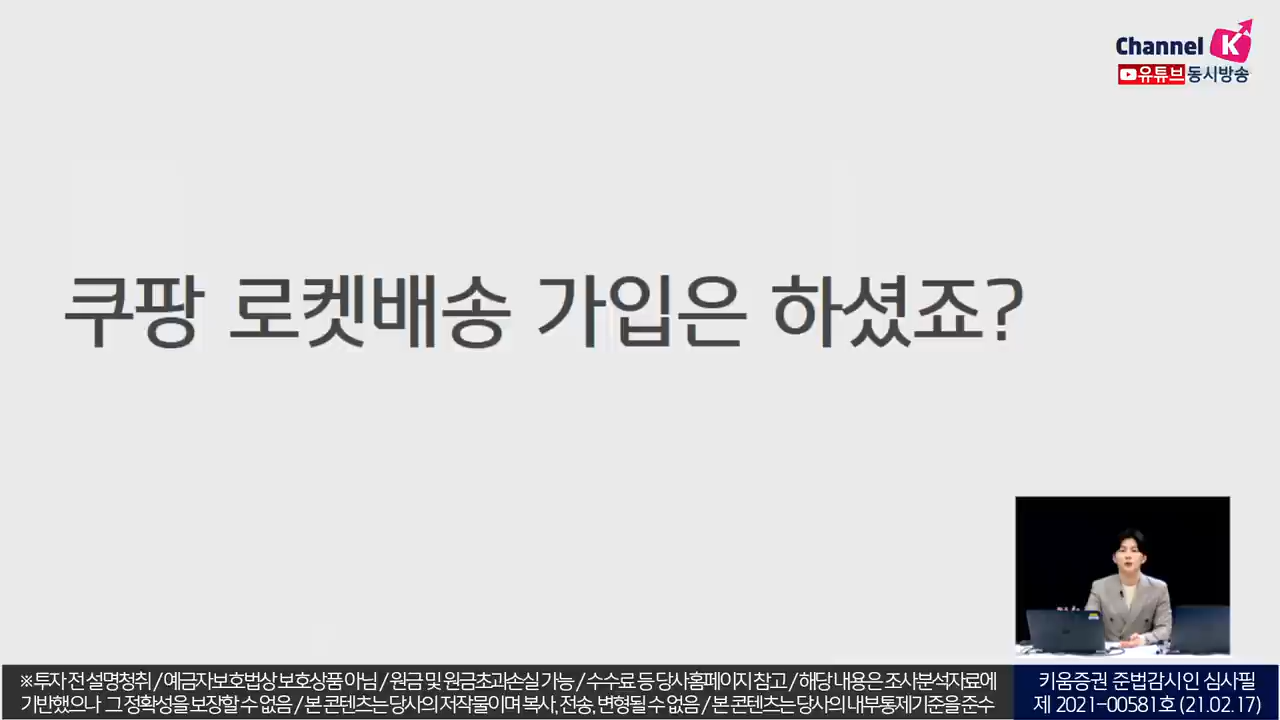 Channel K
유튜브 동시방송
쿠팡 로켓배송 가입은 하셨죠?
※ 투자 전 설명청취 / 예금자보호법상 보호상품 아님 / 원금 및 원금초과손실 가능 / 수수료 등 당사홈페이지 참고 / 해당 내용은 조사분석자료에
기반했으나 그 정확성을 보장할 수 없음 / 본 콘텐츠는 당사의 저작물이며 복사, 전송, 변형될 수 없음 / 본 콘텐츠는 당사의 내부통제기준을 준수
키움증권 준법감시인 심사필
제 2021-00581호 (21.02.17)